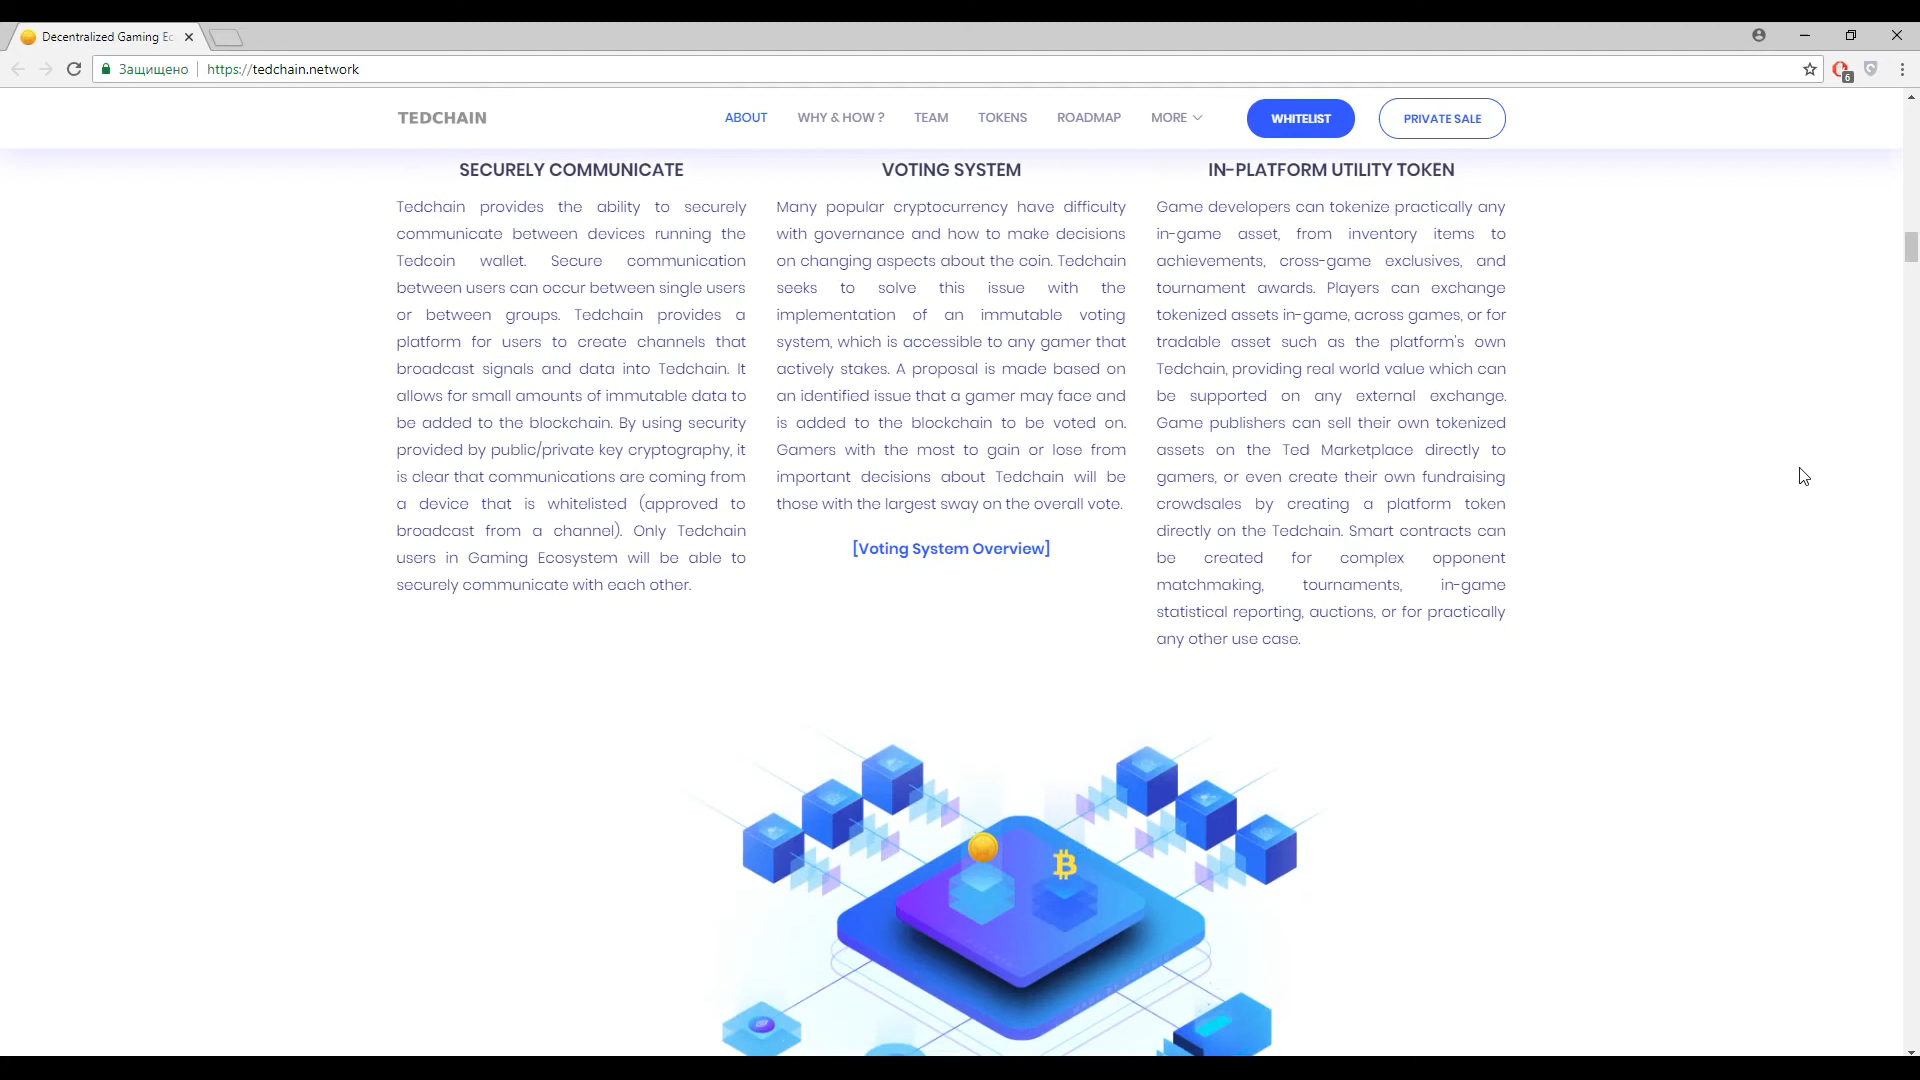 Decentralized Gaming Ec
Защищено
https://tedchain.network
6
TEDCHAIN
ABOUT
WHY & HOW ?
TEAM
TOKENS
ROADMAP
MORE
WHITELIST
PRIVATE SALE
SECURELY COMMUNICATE
Tedchain provides the ability to securely
communicate between devices running the
Tedcoin wallet. Secure communication
between users can occur between single users
or between groups. Tedchain provides a
platform for users to create channels that
broadcast signals and data into Tedchain. It
allows for small amounts of immutable data to
be added to the blockchain. By using security
provided by public/private key cryptography, it
is clear that communications are coming from
a device that is whitelisted (approved to
broadcast from a channel). Only Tedchain
users in Gaming Ecosystem will be able to
securely communicate with each other.
VOTING SYSTEM
Many popular cryptocurrency have difficulty
with governance and how to make decisions
on changing aspects about the coin. Tedchain
seeks to solve this issue with the
implementation of an immutable voting
system, which is accessible to any gamer that
actively stakes. A proposal is made based on
an identified issue that a gamer may face and
is added to the blockchain to be voted on.
Gamers with the most to gain or lose from
important decisions about Tedchain will be
those with the largest sway on the overall vote.
[Voting System Overview]
IN-PLATFORM UTILITY TOKEN
Game developers can tokenize practically any
in-game asset, from inventory items to
achievements, cross-game exclusives, and
tournament awards. Players can exchange
tokenized assets in-game, across games, or for
tradable asset such as the platform's own
Tedchain, providing real world value which can
be supported on any external exchange.
Game publishers can sell their own tokenized
assets on the Ted Marketplace directly to
gamers, or even create their own fundraising
crowdsales by creating a platform token
directly on the Tedchain. Smart contracts can
be created for complex opponent
matchmaking, tournaments, in-game
statistical reporting, auctions, or for practically
any other use case.